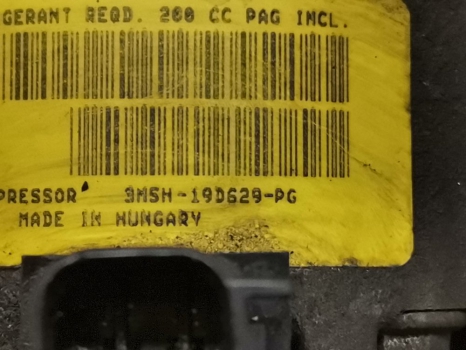 GERANT REQD. 200 CC PAG INCL.
PRESSOR 3M5H-19D629-PG
MADE IN HUNGARY